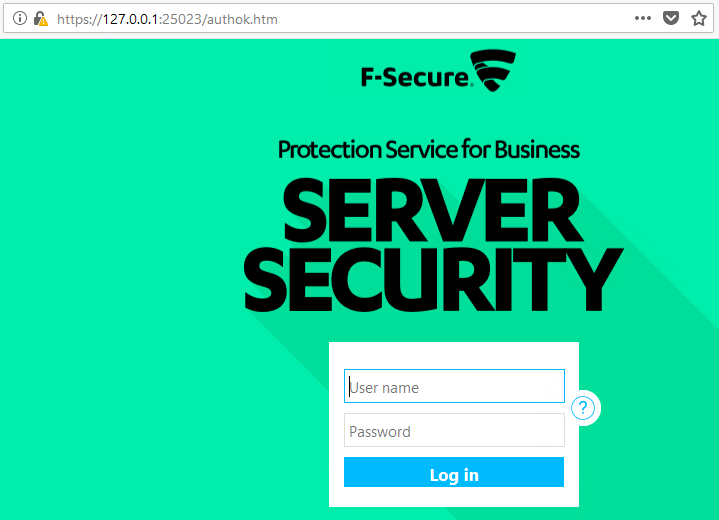 https://127.0.0.1:25023/authok.htm
F-Secure.
Protection Service for Business
SERVER
SECURITY
User name
?
Password
Log in